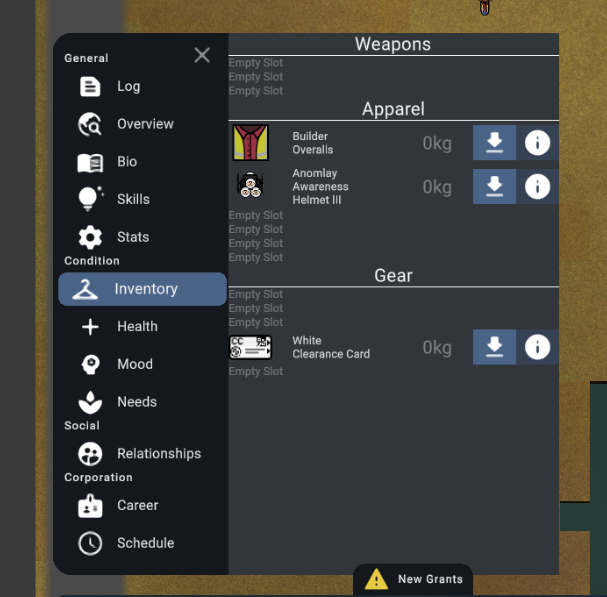 General
Log
Overview
Bio
Skills
Stats
Condition
Inventory
Health
Mood
Needs
Social
Relationships
Corporation
Career
Schedule
Weapons
Empty Slot
Empty Slot
Empty Slot
Apparel
Builder
Overalls
0kg
Anomlay
Awareness
Helmet III
0kg
Empty Slot
Empty Slot
Empty Slot
Empty Slot
Gear
Empty Slot
Empty Slot
Empty Slot
CC
White
Clearance Card
0kg
Empty Slot
New Grants